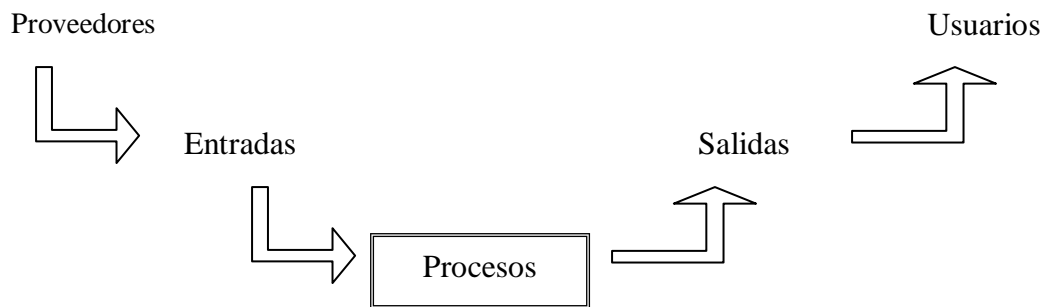 Proveedores
Usuarios
Entradas
Salidas
Procesos